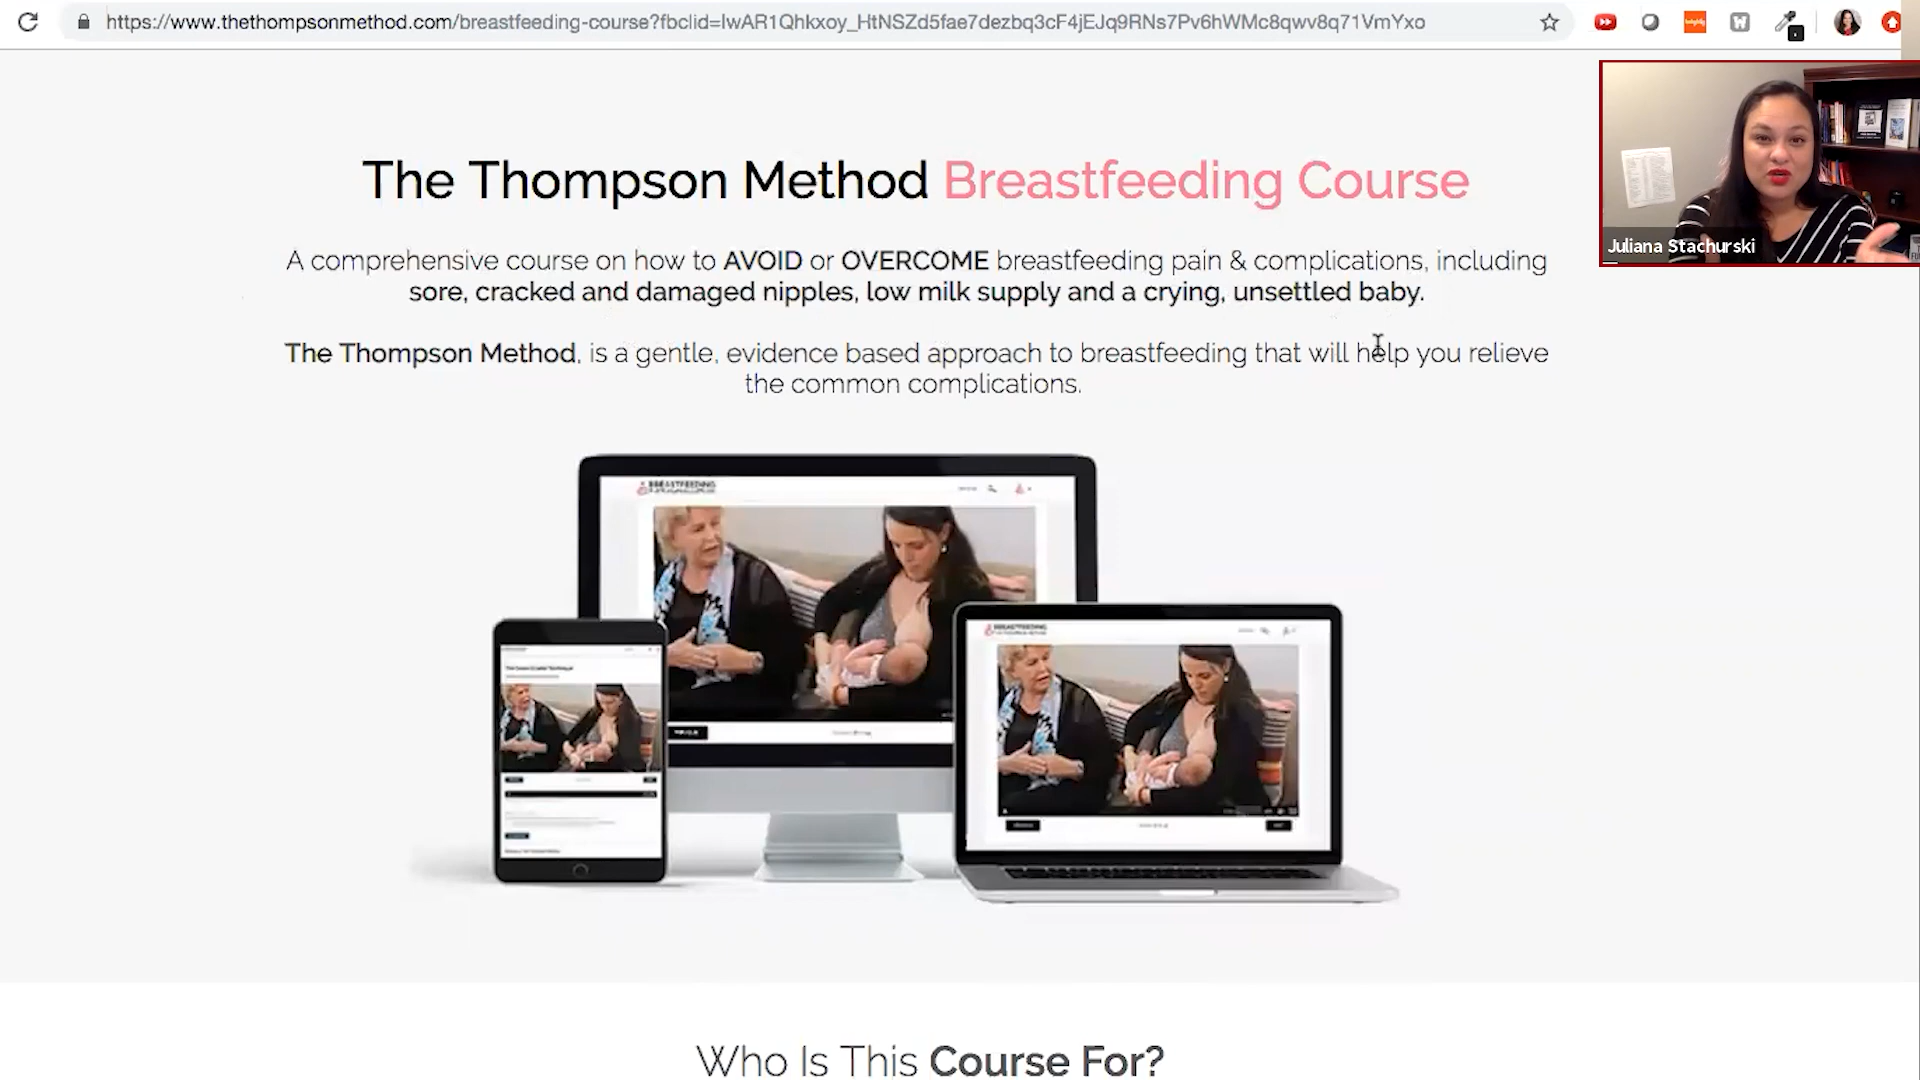 https://www.thethompsonmethod.com/breastfeeding-course?fbclid=IwAR1Qhkxoy_HtNSZd5fae7dezbq3cF4jEJq9RNs7Pv6hWMc8qwv8q71VmYxo
Juliana Stachurski
The Thompson Method Breastfeeding Course
A comprehensive course on how to AVOID or OVERCOME breastfeeding pain & complications, including
sore, cracked and damaged nipples, low milk supply and a crying, unsettled baby.
The Thompson Method, is a gentle, evidence based approach to breastfeeding that will help you relieve
the common complications.
BREASTFEEDING
BREASTFEEDING
Who Is This Course For?